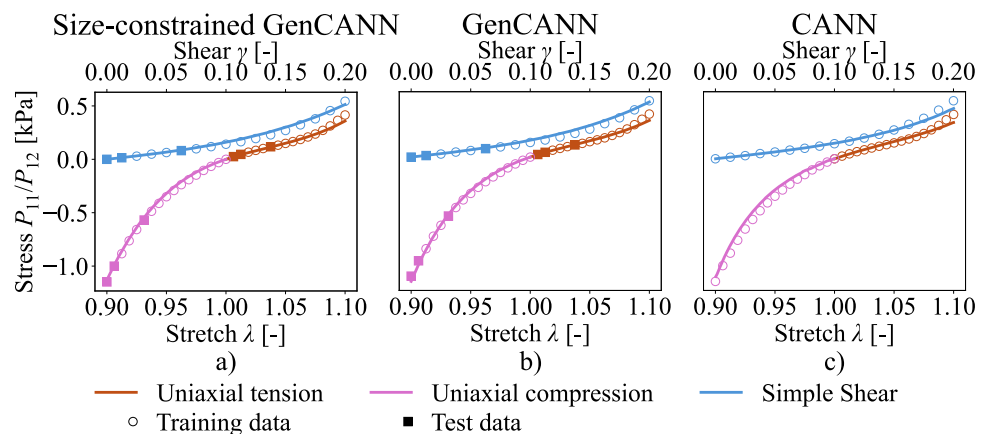 Size-constrained GenCANN GenCANN CANN
Shear γ [-] Shear γ [-] Shear γ [-]
0.00 0.05 0.10 0.15 0.20 0.00 0.05 0.10 0.15 0.20 0.00 0.05 0.10 0.15 0.20
Stress P₁₁/P₁₂ [kPa]
0.5
0.0
−0.5
−1.0
0.90 0.95 1.00 1.05 1.10 0.90 0.95 1.00 1.05 1.10 0.90 0.95 1.00 1.05 1.10
Stretch λ [-] Stretch λ [-] Stretch λ [-]
a) b) c)
Uniaxial tension Uniaxial compression Simple Shear
Training data Test data